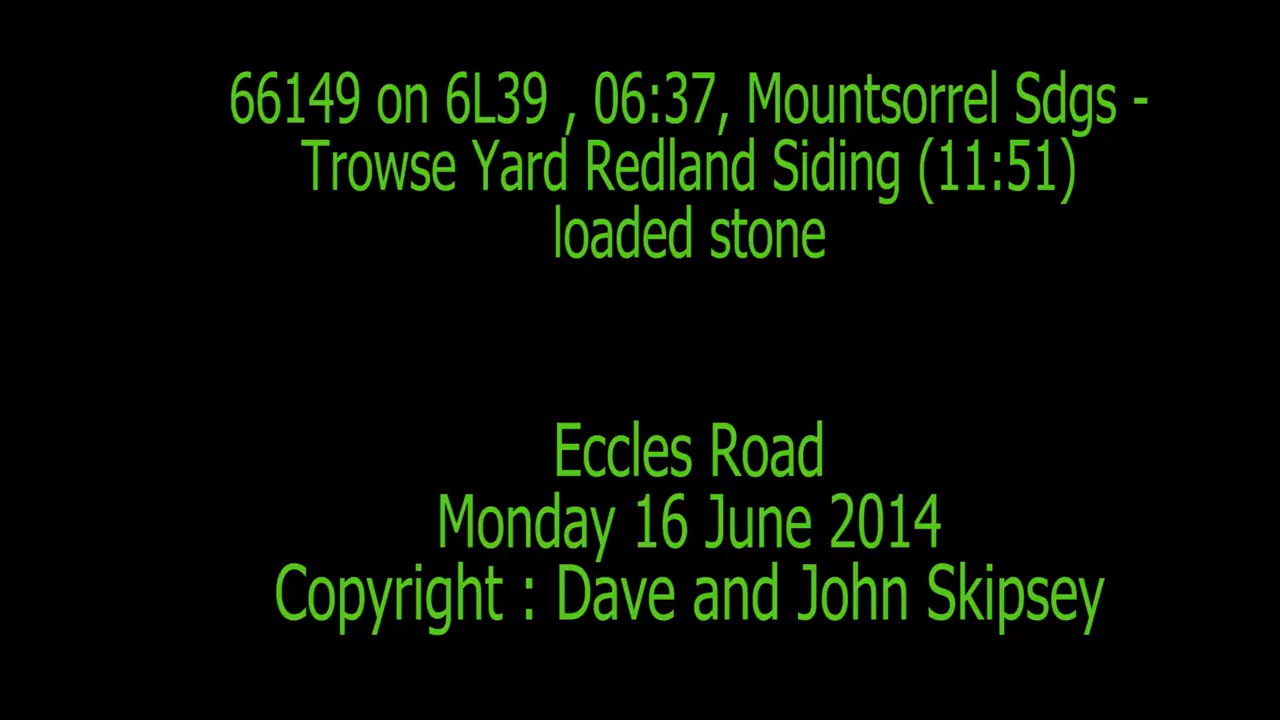 66149 on 6L39 , 06:37, Mountsorrel Sdgs -
Trowse Yard Redland Siding (11:51)
loaded stone
Eccles Road
Monday 16 June 2014
Copyright : Dave and John Skipsey